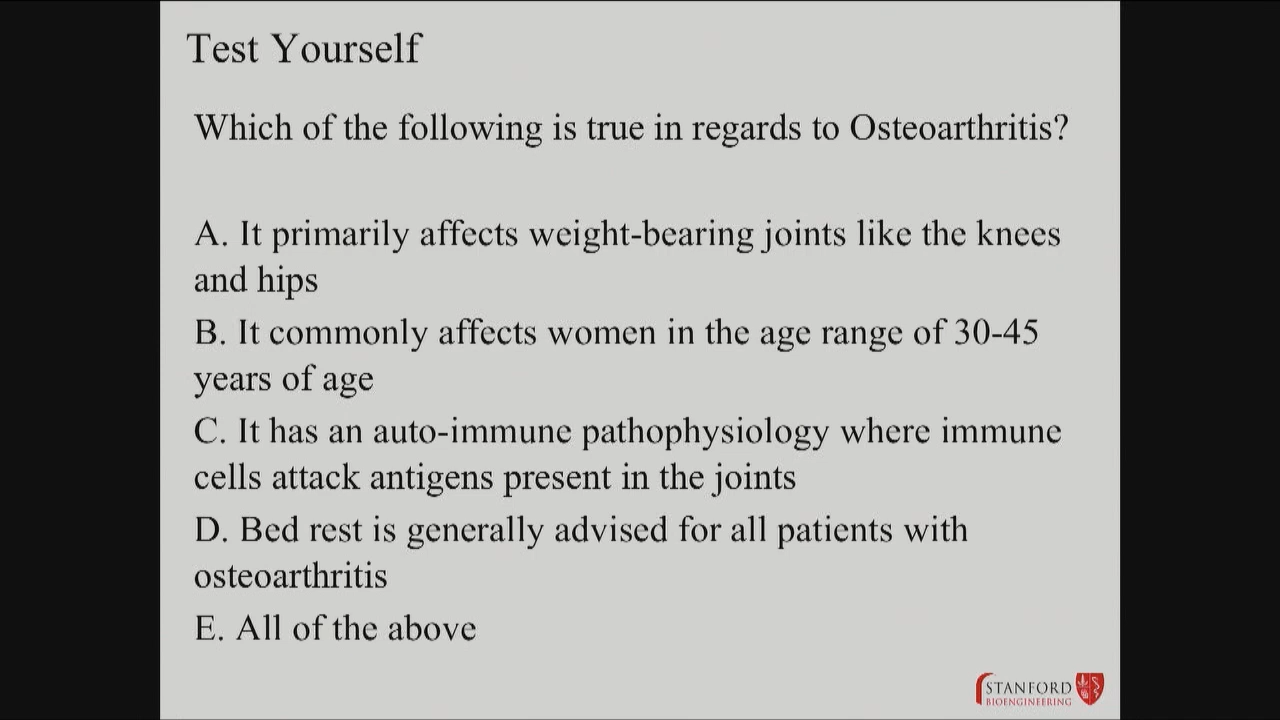 Test Yourself
Which of the following is true in regards to Osteoarthritis?
A. It primarily affects weight-bearing joints like the knees
and hips
B. It commonly affects women in the age range of 30-45
years of age
C. It has an auto-immune pathophysiology where immune
cells attack antigens present in the joints
D. Bed rest is generally advised for all patients with
osteoarthritis
E. All of the above
STANFORD
BIOENGINEERING